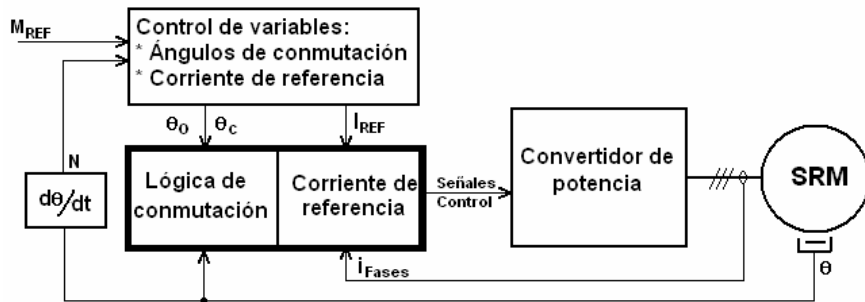 M_REF
Control de variables:
* Ángulos de conmutación
* Corriente de referencia
θ_O θ_C
I_REF
N
dθ/dt
Lógica de
conmutación
Corriente de
referencia
Señales
Control
Convertidor de
potencia
SRM
θ
i_Fases